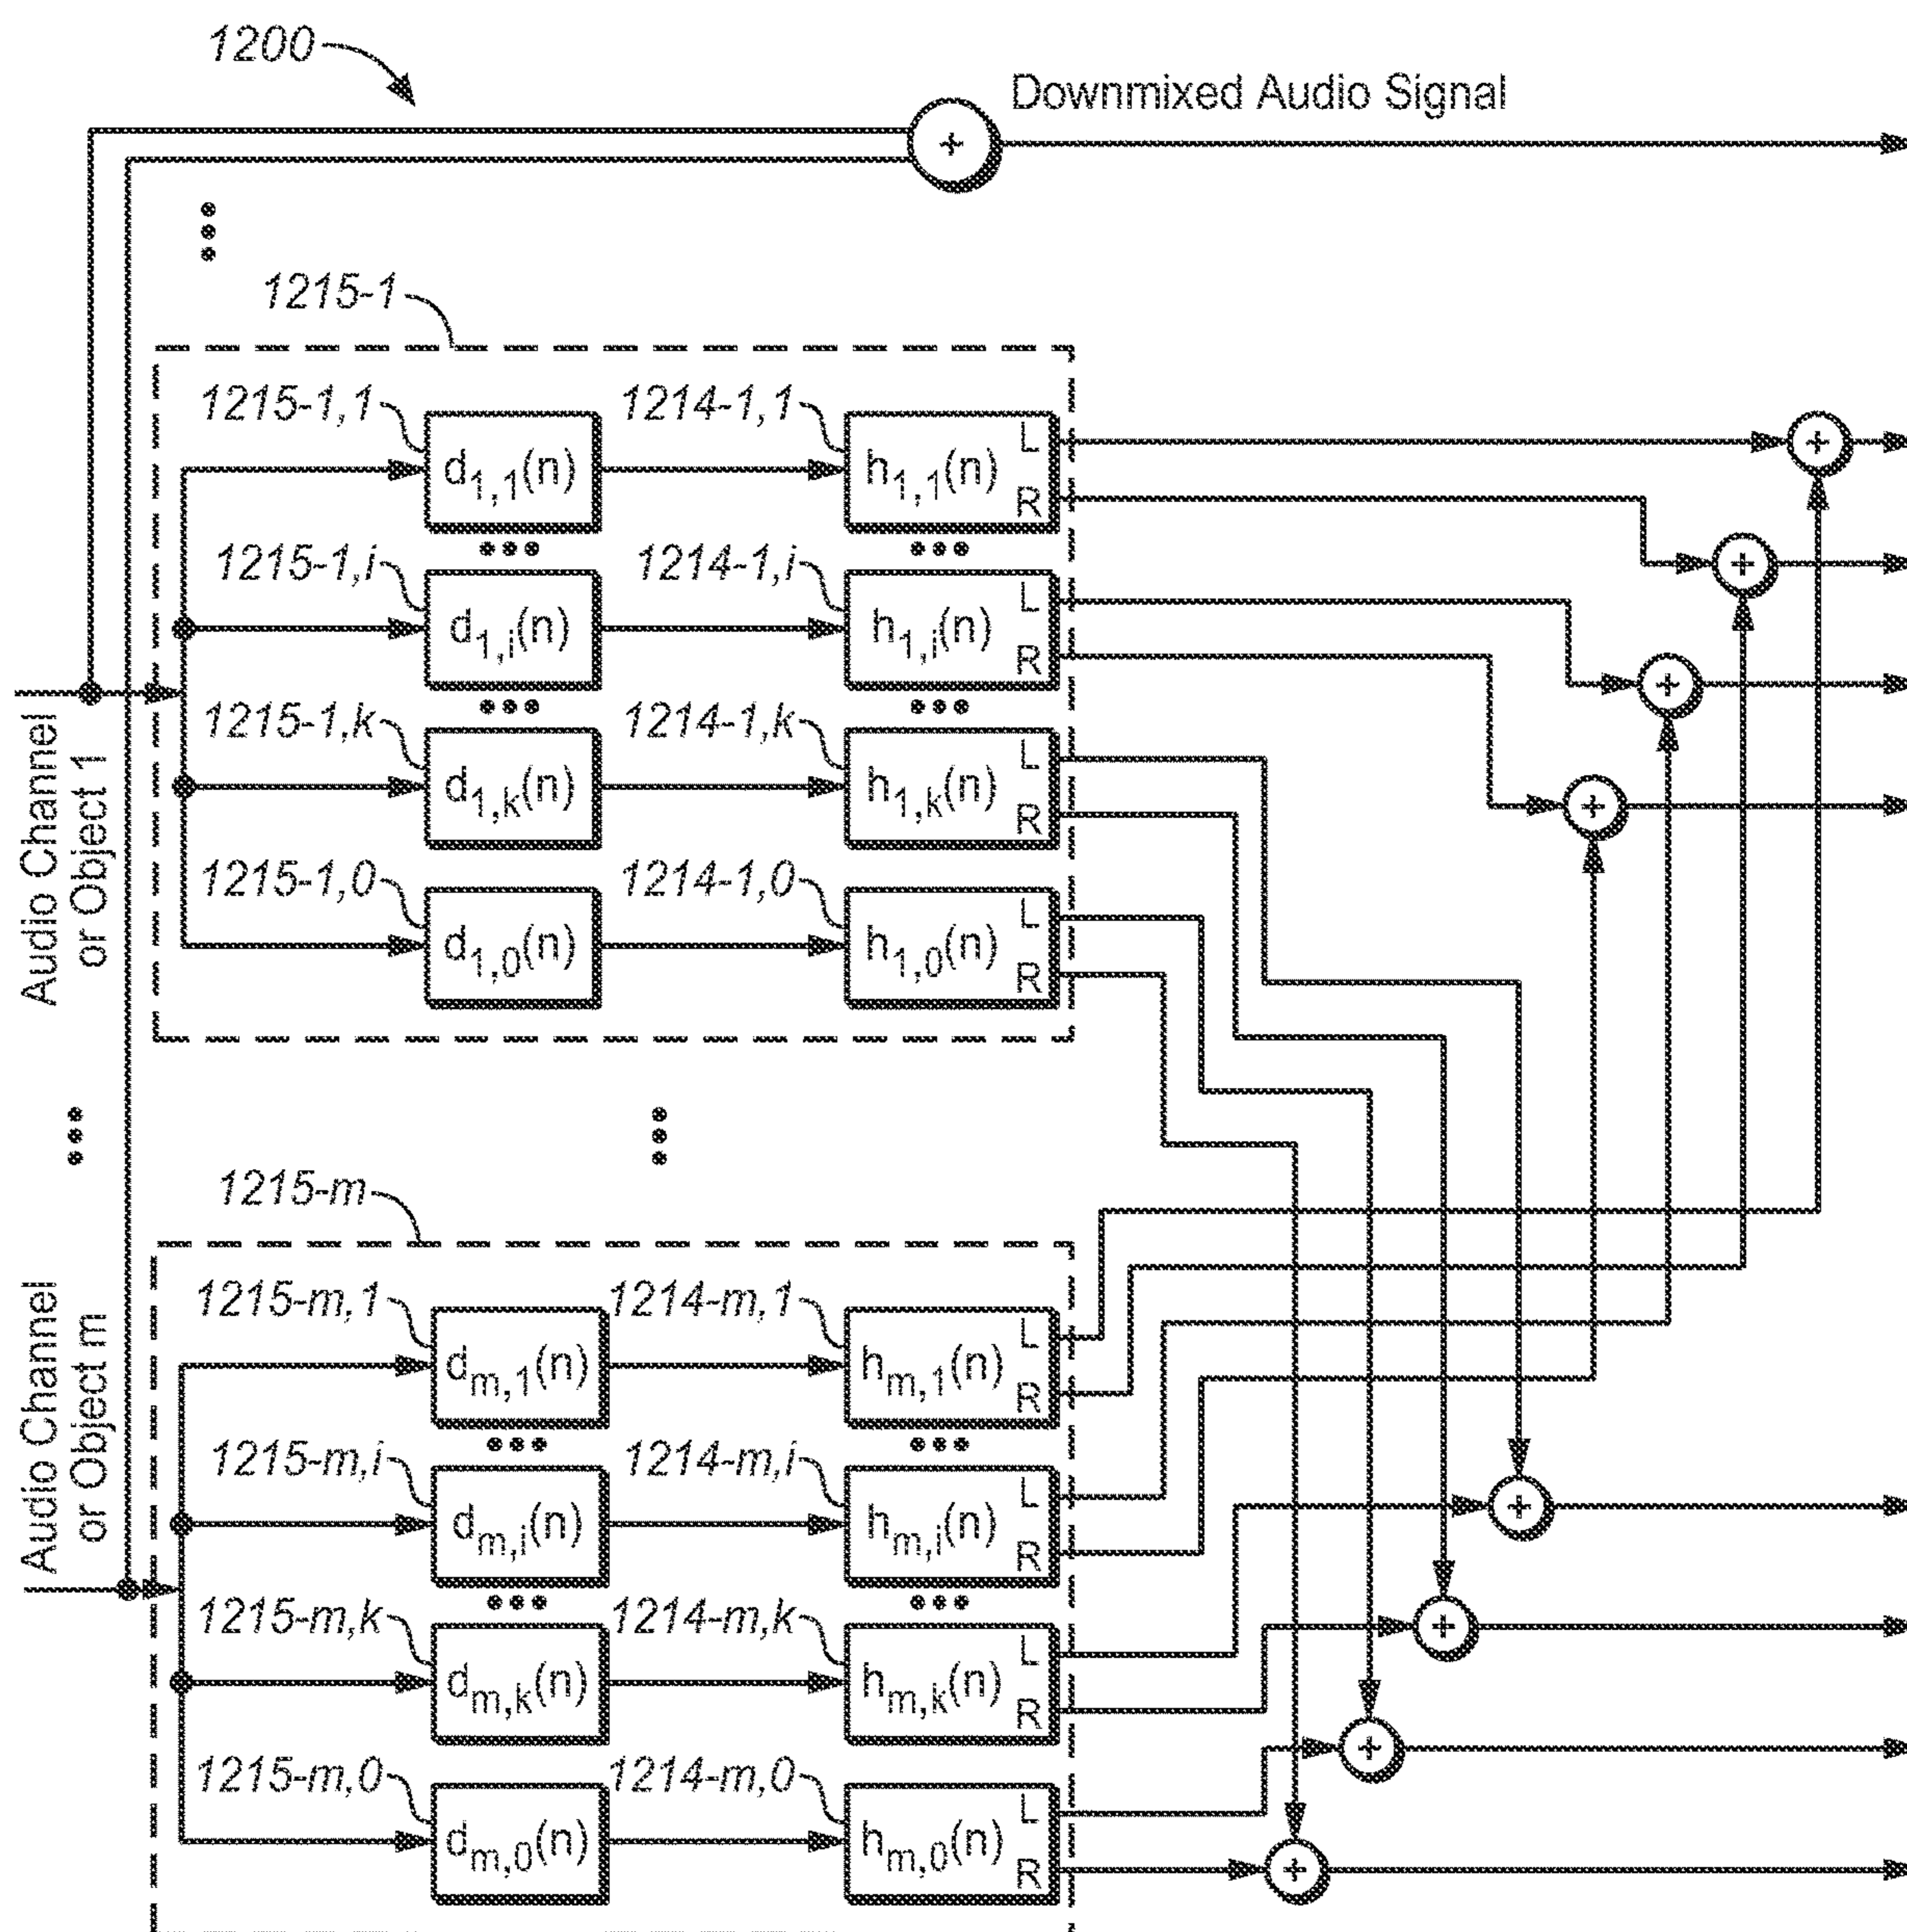 1200
Downmixed Audio Signal
+
1215-1
1215-1,1
1214-1,1
d1,1(n)
h1,1(n)
L
R
+
1215-1,i
1214-1,i
d1,i(n)
h1,i(n)
L
R
+
+
1215-1,k
1214-1,k
d1,k(n)
h1,k(n)
L
R
+
1215-1,0
1214-1,0
d1,0(n)
h1,0(n)
L
R
Audio Channel
or Object 1
1215-m
1215-m,1
1214-m,1
dm,1(n)
hm,1(n)
L
R
1215-m,i
1214-m,i
dm,i(n)
hm,i(n)
L
R
+
Audio Channel
or Object m
1215-m,k
1214-m,k
dm,k(n)
hm,k(n)
L
R
+
1215-m,0
1214-m,0
dm,0(n)
hm,0(n)
L
R
+
+